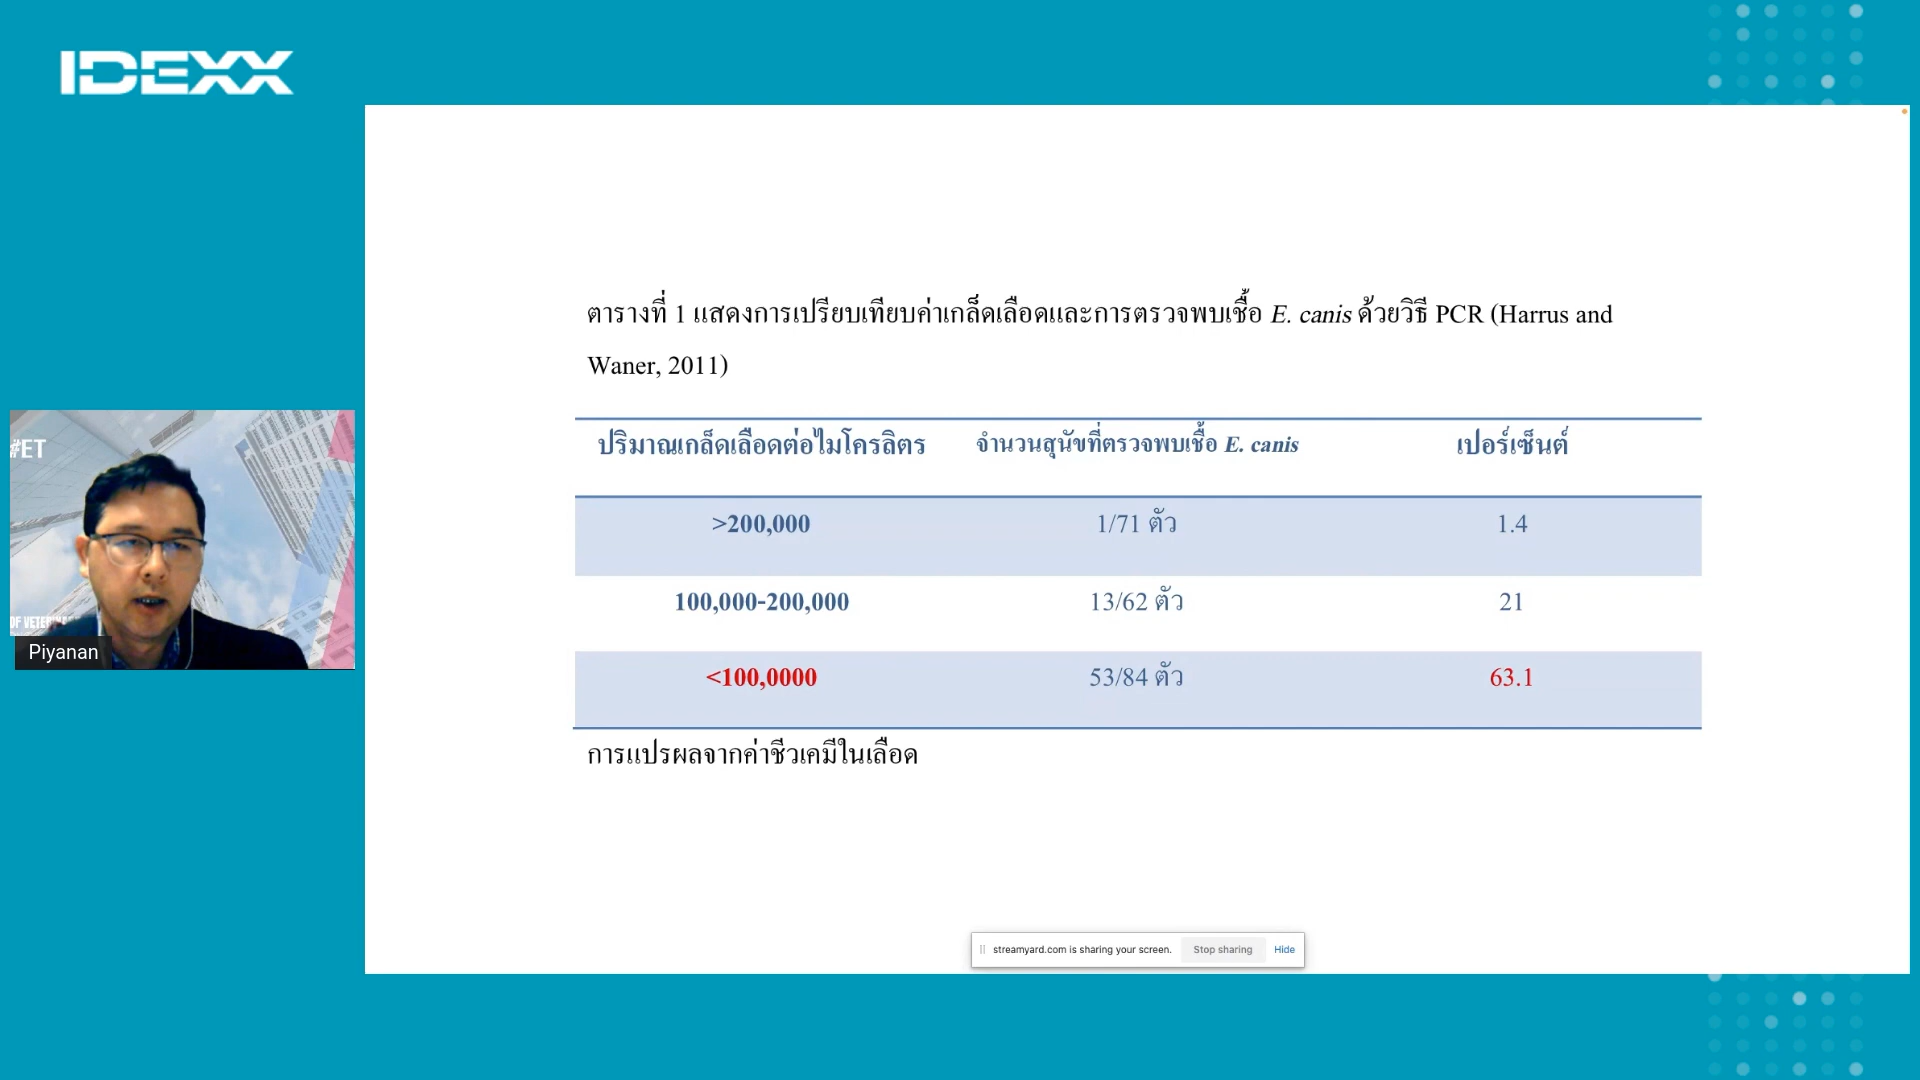 IDEXX
ตารางที่ 1 แสดงการเปรียบเทียบค่าเกล็ดเลือดและการตรวจพบเชื้อ E. canis ด้วยวิธี PCR (Harrus and
Waner, 2011)
ปริมาณเกล็ดเลือดต่อไมโครลิตร จำนวนสุนัขที่ตรวจพบเชื้อ E. canis เปอร์เซ็นต์
>200,000 1/71 ตัว 1.4
100,000-200,000 13/62 ตัว 21
<100,0000 53/84 ตัว 63.1
การแปรผลจากค่าชีวเคมีในเลือด
#ET
Piyanan
streamyard.com is sharing your screen. Stop sharing Hide